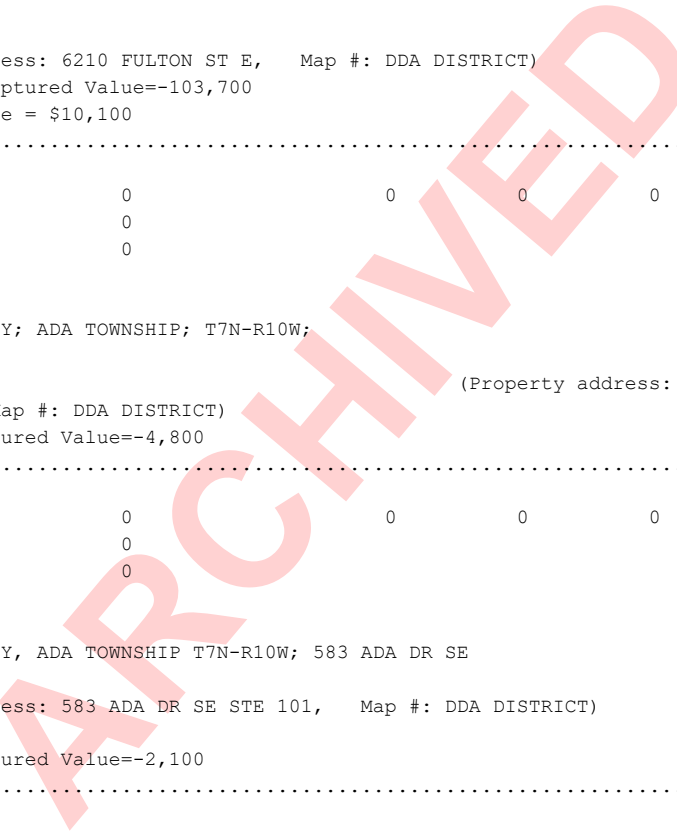 ess: 6210 FULTON ST E, Map #: DDA DISTRICT)
ptured Value=-103,700
e = $10,100
........................................................
0 0 0 0
0
0
Y; ADA TOWNSHIP; T7N-R10W;
(Property address:
ap #: DDA DISTRICT)
ured Value=-4,800
........................................................
0 0 0 0
0
0
Y, ADA TOWNSHIP T7N-R10W; 583 ADA DR SE
ess: 583 ADA DR SE STE 101, Map #: DDA DISTRICT)
ured Value=-2,100
........................................................
ARCHIVED